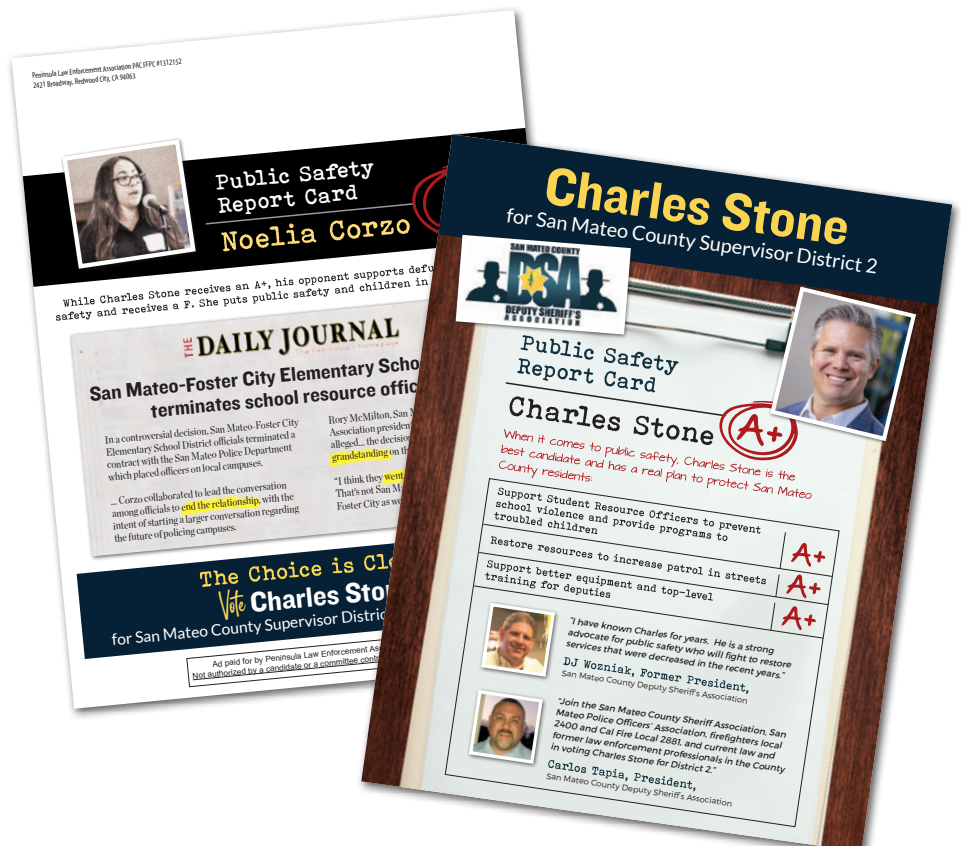 Peninsula Law Enforcement Association PAC FFPC #1312152
2421 Broadway, Redwood City, CA 94063
Public Safety
Report Card
Noelia Corzo
While Charles Stone receives an A+, his opponent supports defu
safety and receives a F. She puts public safety and children in
THE DAILY JOURNAL
The Peninsula's Homepage
San Mateo-Foster City Elementary Schoo
terminates school resource offic
In a controversial decision, San Mateo-Foster City
Elementary School District officials terminated a
contract with the San Mateo Police Department
which placed officers on local campuses.
... Corzo collaborated to lead the conversation
among officials to end the relationship, with the
intent of starting a larger conversation regarding
the future of policing campuses.
Rory McMilton, San M
Association presiden
alleged... the decisio
grandstanding on th
"I think they went
That's not San M
Foster City as we
The Choice is Cle
Vote Charles Sto
for San Mateo County Supervisor Distric
Ad paid for by Peninsula Law Enforcement Ass
Not authorized by a candidate or a committee cont
Charles Stone
for San Mateo County Supervisor District 2
SAN MATEO COUNTY
DSA
DEPUTY SHERIFF'S
ASSOCIATION
Public Safety
Report Card
Charles Stone A+
When it comes to public safety, Charles Stone is the
best candidate and has a real plan to protect San Mateo
County residents:
Support Student Resource Officers to prevent
school violence and provide programs to
troubled children A+
Restore resources to increase patrol in streets A+
Support better equipment and top-level
training for deputies A+
"I have known Charles for years. He is a strong
advocate for public safety who will fight to restore
services that were decreased in the recent years."
DJ Wozniak, Former President,
San Mateo County Deputy Sheriff's Association
"Join the San Mateo County Sheriff Association, San
Mateo Police Officers' Association, firefighters local
2400 and Cal Fire Local 2881, and current law and
former law enforcement professionals in the County
in voting Charles Stone for District 2."
Carlos Tapia, President,
San Mateo County Deputy Sheriff's Association